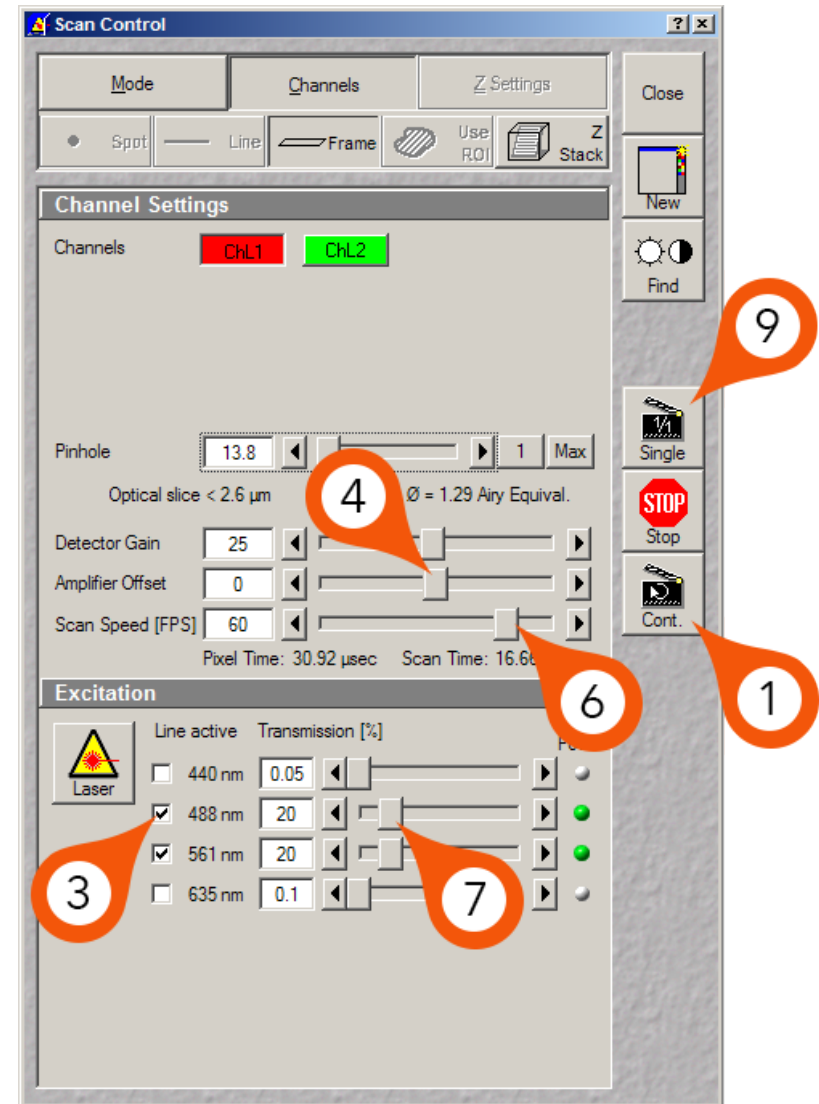 Scan Control
Mode Channels Z Settings Close
Spot Line Frame Use ROI Z Stack
New
Channel Settings
Channels ChL1 ChL2
Find
9
Pinhole 13.8 1 Max
Single
Optical slice < 2.6 µm Ø = 1.29 Airy Equival.
4
1/1
STOP
Stop
Detector Gain 25
Amplifier Offset 0
Scan Speed [FPS] 60
Cont.
Pixel Time: 30.92 µsec Scan Time: 16.66
6
1
Excitation
Line active Transmission [%]
Laser
440 nm 0.05
488 nm 20
561 nm 20
635 nm 0.1
3
7